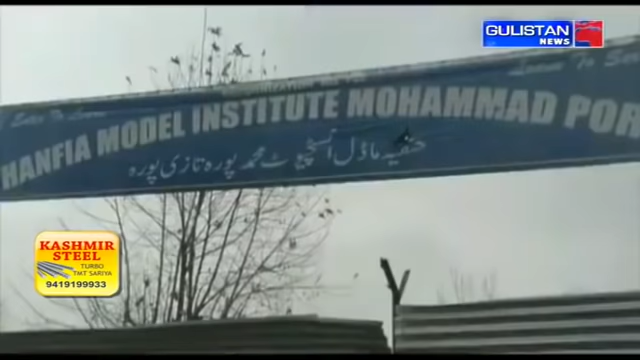 GULISTAN
NEWS
HANFIA MODEL INSTITUTE MOHAMMAD POR
حنفیہ ماڈل انسٹیچیوٹ محمد پورہ تازی پورہ
KASHMIR
STEEL
TURBO
TMT SARIYA
9419199933